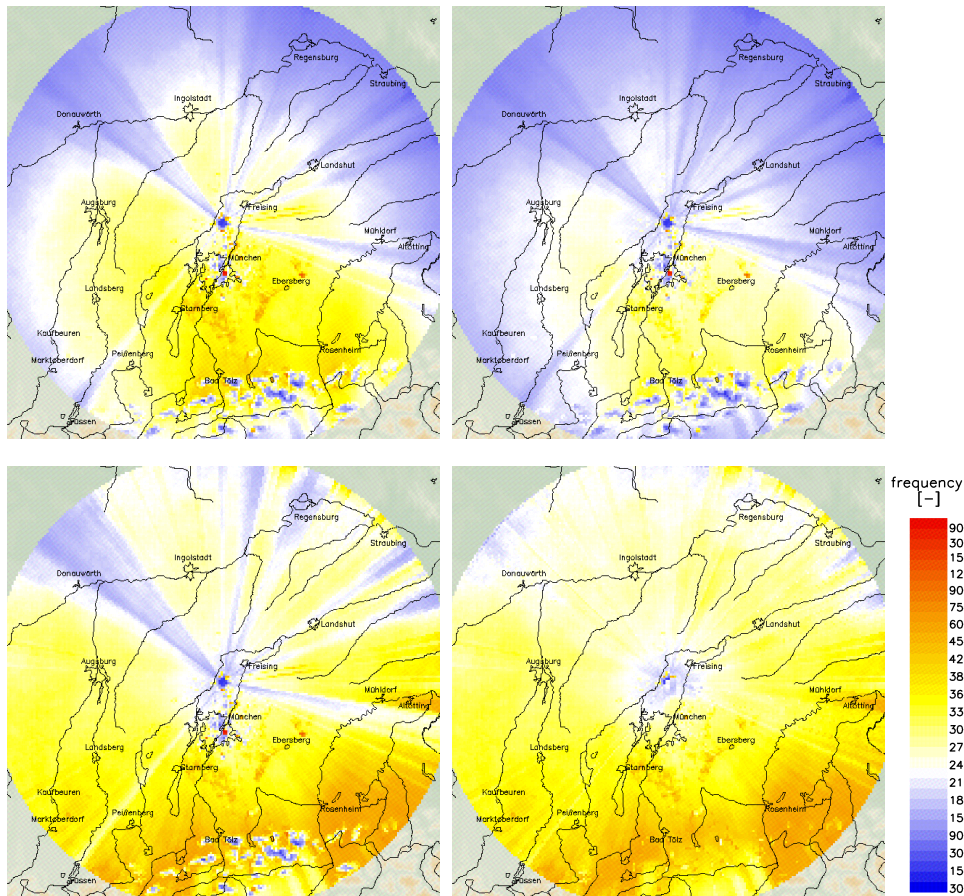 Regensburg
Straubing
Ingolstadt
Donauwörth
Landshut
Augsburg
Freising
Mühldorf
Altötting
München
Ebersberg
Landsberg
Starnberg
Kaufbeuren
Rosenheim
Peißenberg
Marktoberdorf
Bad Tölz
Füssen
Regensburg
Straubing
Ingolstadt
Donauwörth
Landshut
Augsburg
Freising
Mühldorf
Altötting
München
Ebersberg
Landsberg
Starnberg
Kaufbeuren
Rosenheim
Peißenberg
Marktoberdorf
Bad Tölz
Füssen
Regensburg
Straubing
Ingolstadt
Donauwörth
Landshut
Augsburg
Freising
Mühldorf
Altötting
München
Ebersberg
Landsberg
Starnberg
Kaufbeuren
Rosenheim
Peißenberg
Marktoberdorf
Bad Tölz
Füssen
Regensburg
Straubing
Ingolstadt
Donauwörth
Landshut
Augsburg
Freising
Mühldorf
Altötting
München
Ebersberg
Landsberg
Starnberg
Kaufbeuren
Rosenheim
Peißenberg
Marktoberdorf
Bad Tölz
Füssen
frequency
[-]
90
30
15
12
90
75
60
45
42
38
36
33
30
27
24
21
18
15
90
30
15
30